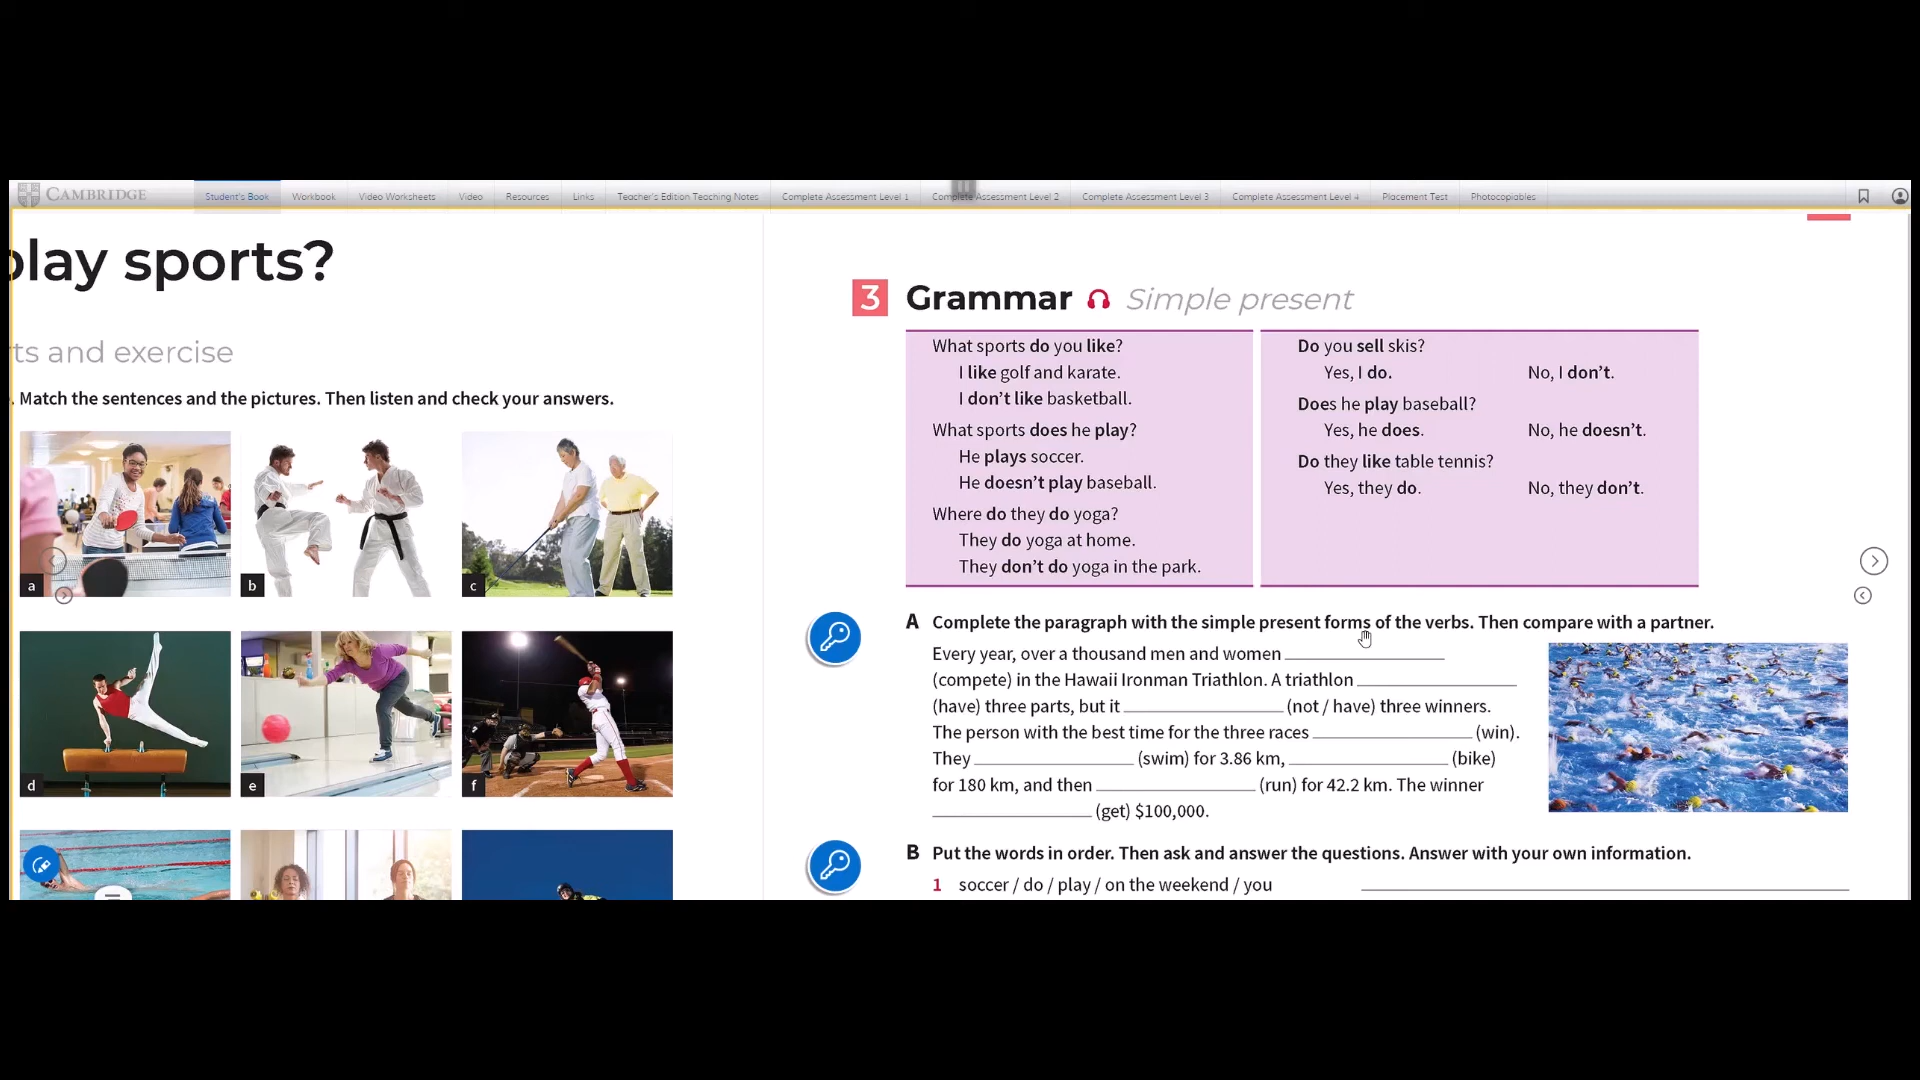 CAMBRIDGE
Student's Book Workbook Video Worksheets Video Resources Links Teacher's Edition Teaching Notes Complete Assessment Level 1 Complete Assessment Level 2 Complete Assessment Level 3 Complete Assessment Level 4 Placement Test Photocopiables
play sports?
ts and exercise
. Match the sentences and the pictures. Then listen and check your answers.
a b c
d e f
3 Grammar Simple present
What sports do you like?
I like golf and karate.
I don't like basketball.
What sports does he play?
He plays soccer.
He doesn't play baseball.
Where do they do yoga?
They do yoga at home.
They don't do yoga in the park.
Do you sell skis?
Yes, I do. No, I don't.
Does he play baseball?
Yes, he does. No, he doesn't.
Do they like table tennis?
Yes, they do. No, they don't.
A Complete the paragraph with the simple present forms of the verbs. Then compare with a partner.
Every year, over a thousand men and women ________
(compete) in the Hawaii Ironman Triathlon. A triathlon ________
(have) three parts, but it ________ (not / have) three winners.
The person with the best time for the three races ________ (win).
They ________ (swim) for 3.86 km, ________ (bike)
for 180 km, and then ________ (run) for 42.2 km. The winner
________ (get) $100,000.
B Put the words in order. Then ask and answer the questions. Answer with your own information.
1 soccer / do / play / on the weekend / you ________